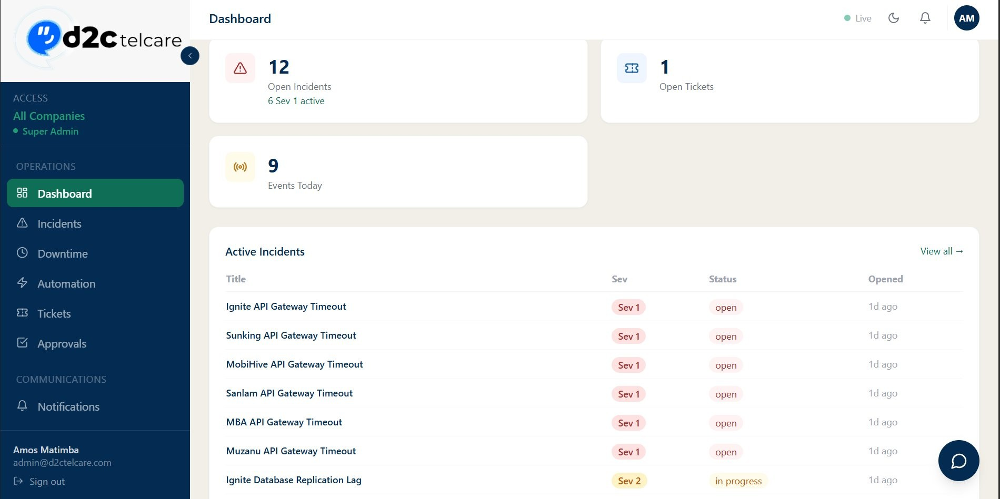 d2c telcare
ACCESS
All Companies
Super Admin
OPERATIONS
Dashboard
Incidents
Downtime
Automation
Tickets
Approvals
COMMUNICATIONS
Notifications
Amos Matimba
admin@d2ctelcare.com
Sign out
Dashboard
Live
AM
12
Open Incidents
6 Sev 1 active
1
Open Tickets
9
Events Today
Active Incidents
View all →
Title Sev Status Opened
Ignite API Gateway Timeout Sev 1 open 1d ago
Sunking API Gateway Timeout Sev 1 open 1d ago
MobiHive API Gateway Timeout Sev 1 open 1d ago
Sanlam API Gateway Timeout Sev 1 open 1d ago
MBA API Gateway Timeout Sev 1 open 1d ago
Muzanu API Gateway Timeout Sev 1 open 1d ago
Ignite Database Replication Lag Sev 2 in progress 1d ago